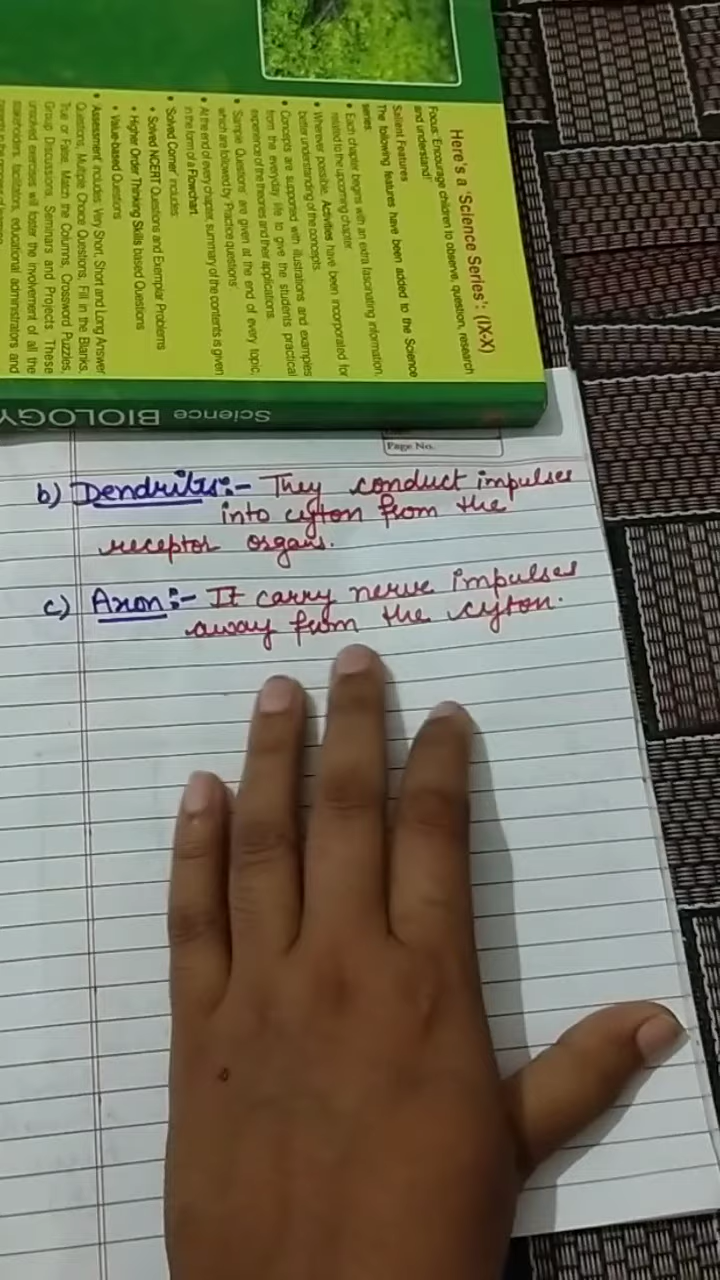 Here's a 'Science Series': (IX-X)
Focus: 'Encourage children to observe, question, research
and understand!'
Salient Features
The following features have been added to the Science
series
• Each chapter begins with an extra fascinating information,
related to the upcoming chapter.
• Wherever possible, Activities have been incorporated for
better understanding of the concepts.
• Concepts are supported with illustrations and examples
from the everyday life to give the students practical
experience of the theories and their applications.
• 'Sample Questions' are given at the end of every topic,
which are followed by 'Practice questions'.
• At the end of every chapter, summary of the contents is given
in the form of a Flowchart.
• 'Solved Corner' includes:
• Solved NCERT Questions and Exemplar Problems
• Higher Order Thinking Skills based Questions
• Value-based Questions
• 'Assessment' includes: Very Short, Short and Long Answer
Questions, Multiple Choice Questions, Fill in the Blanks,
True or False, Match the Columns, Crossword Puzzles,
Group Discussions, Seminars and Projects. These
unsolved exercises will foster the involvement of all the
stakeholders, facilitators, educational administrators and
Science BIOLOGY
Page No.
b) Dendrites:- They conduct impulses
into cyton from the
receptor organs.
c) Axon:- It carry nerve impulses
away from the cyton.